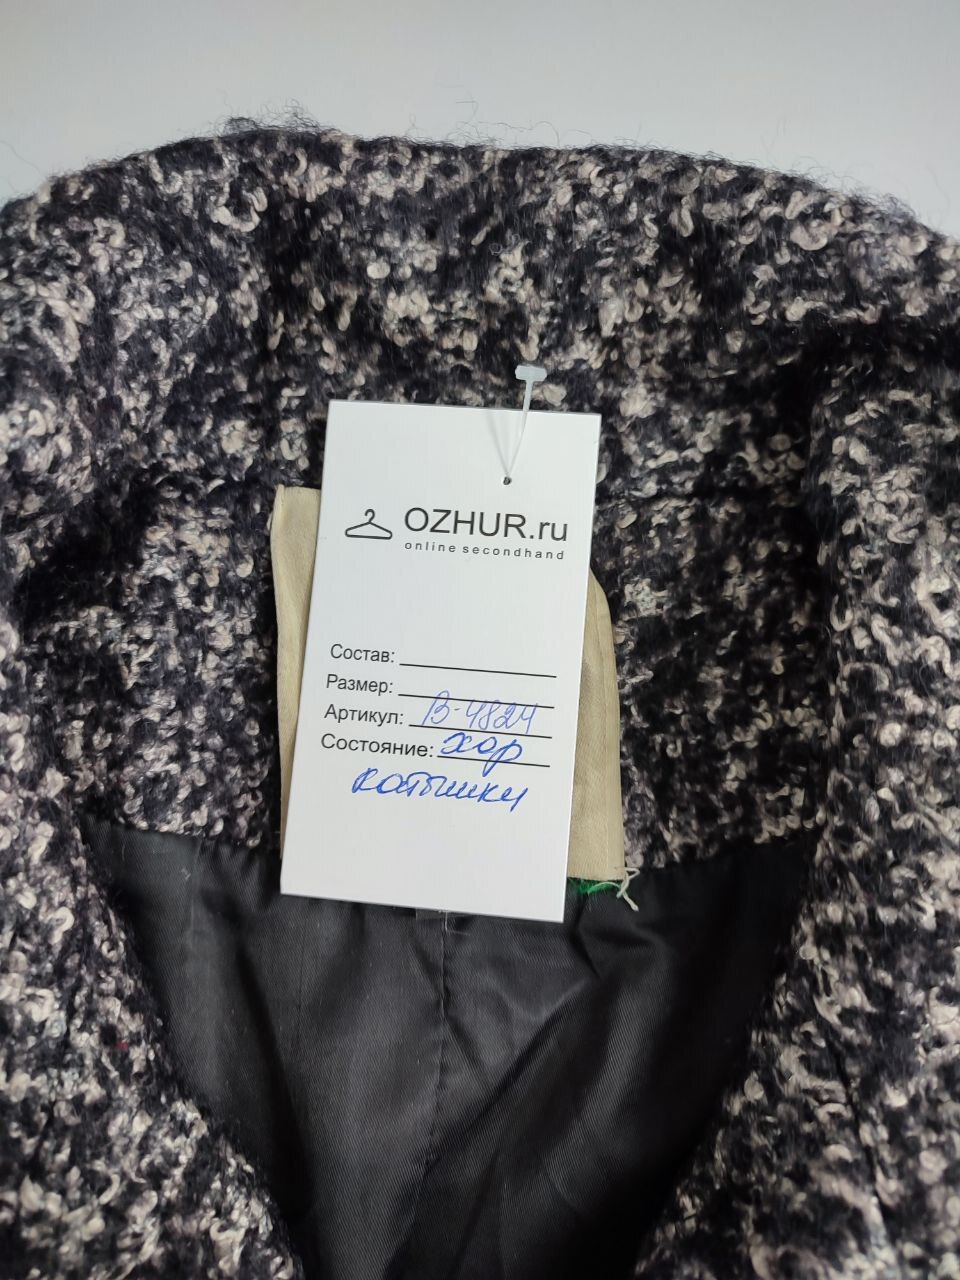 OZHUR.ru
online secondhand
Состав:
Размер:
Артикул: В-4824
Состояние: хор
катышки